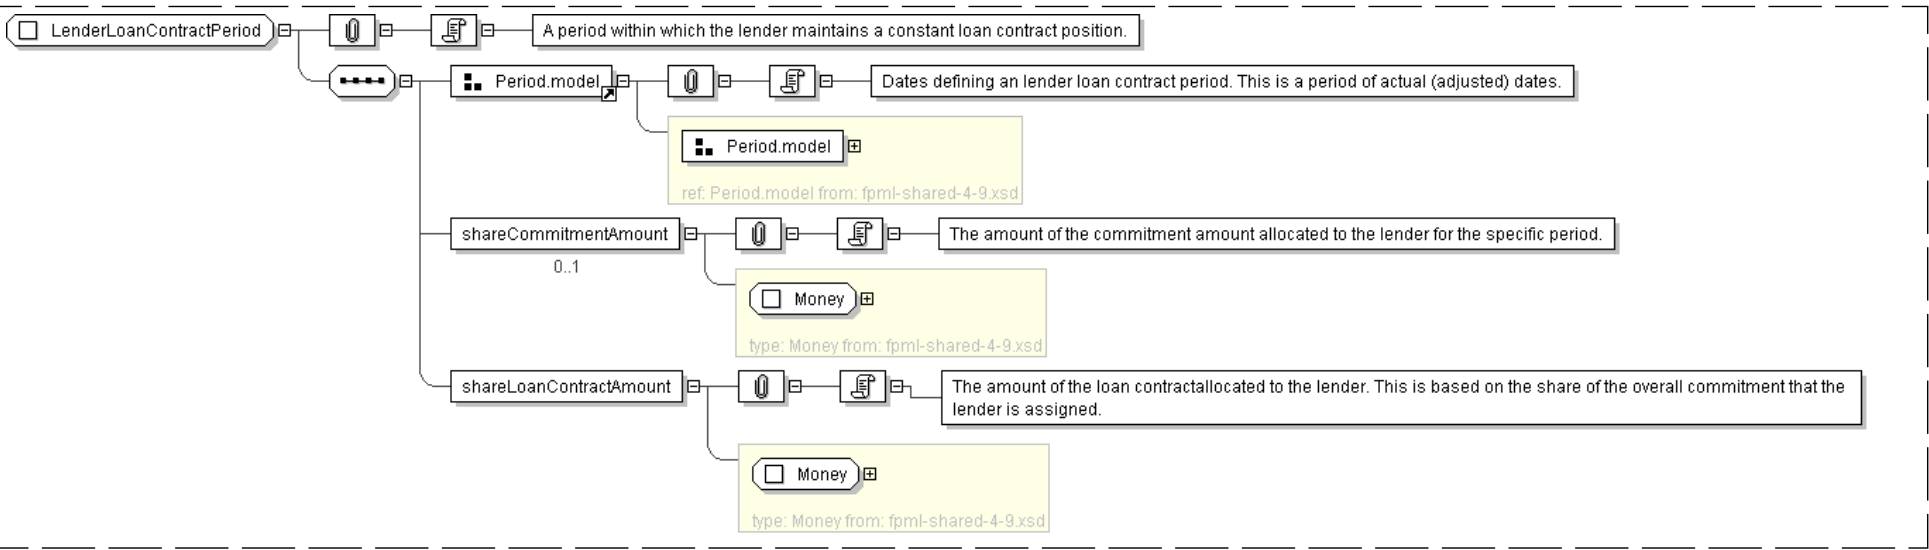 LenderLoanContractPeriod
A period within which the lender maintains a constant loan contract position.
Period.model
Dates defining an lender loan contract period. This is a period of actual (adjusted) dates.
Period.model
ref: Period.model from: fpml-shared-4-9.xsd
shareCommitmentAmount
The amount of the commitment amount allocated to the lender for the specific period.
0..1
Money
type: Money from: fpml-shared-4-9.xsd
shareLoanContractAmount
The amount of the loan contractallocated to the lender. This is based on the share of the overall commitment that the
lender is assigned.
Money
type: Money from: fpml-shared-4-9.xsd